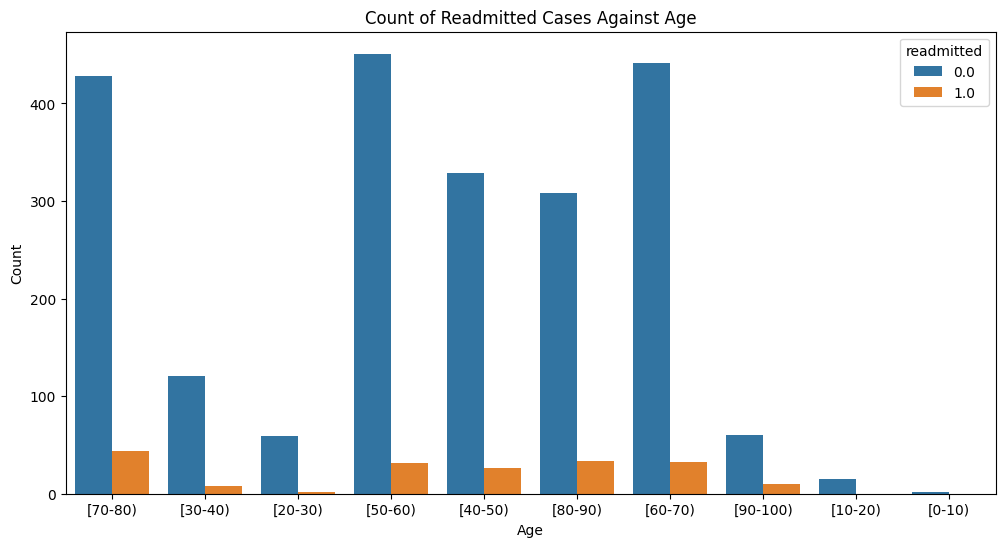 Count of Readmitted Cases Against Age
readmitted
0.0
1.0
Count
400
300
200
100
0
[70-80) [30-40) [20-30) [50-60) [40-50) [80-90) [60-70) [90-100) [10-20) [0-10)
Age